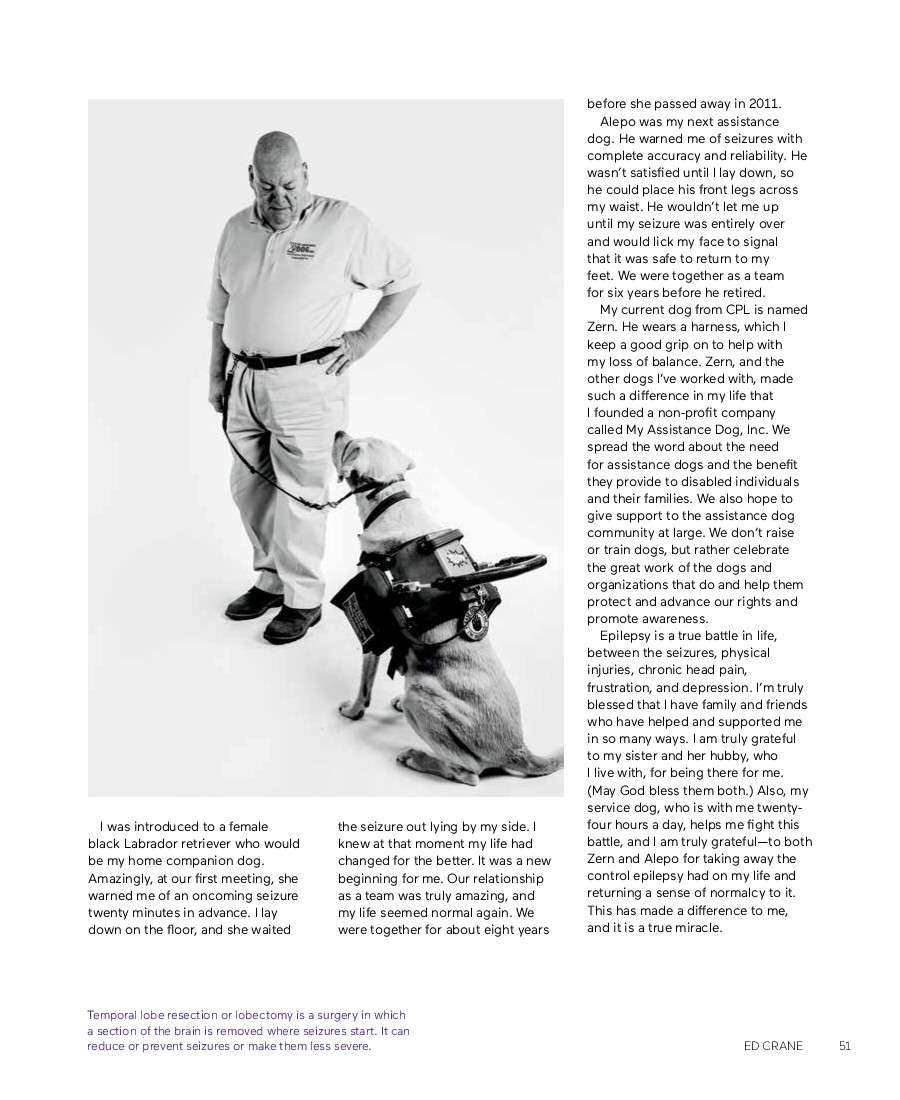 I was introduced to a female
black Labrador retriever who would
be my home companion dog.
Amazingly, at our first meeting, she
warned me of an oncoming seizure
twenty minutes in advance. I lay
down on the floor, and she waited
the seizure out lying by my side. I
knew at that moment my life had
changed for the better. It was a new
beginning for me. Our relationship
as a team was truly amazing, and
my life seemed normal again. We
were together for about eight years
before she passed away in 2011.
Alepo was my next assistance
dog. He warned me of seizures with
complete accuracy and reliability. He
wasn’t satisfied until I lay down, so
he could place his front legs across
my waist. He wouldn’t let me up
until my seizure was entirely over
and would lick my face to signal
that it was safe to return to my
feet. We were together as a team
for six years before he retired.
My current dog from CPL is named
Zern. He wears a harness, which I
keep a good grip on to help with
my loss of balance. Zern, and the
other dogs I’ve worked with, made
such a difference in my life that
I founded a non-profit company
called My Assistance Dog, Inc. We
spread the word about the need
for assistance dogs and the benefit
they provide to disabled individuals
and their families. We also hope to
give support to the assistance dog
community at large. We don’t raise
or train dogs, but rather celebrate
the great work of the dogs and
organizations that do and help them
protect and advance our rights and
promote awareness.
Epilepsy is a true battle in life,
between the seizures, physical
injuries, chronic head pain,
frustration, and depression. I’m truly
blessed that I have family and friends
who have helped and supported me
in so many ways. I am truly grateful
to my sister and her hubby, who
I live with, for being there for me.
(May God bless them both.) Also, my
service dog, who is with me twenty-
four hours a day, helps me fight this
battle, and I am truly grateful—to both
Zern and Alepo for taking away the
control epilepsy had on my life and
returning a sense of normalcy to it.
This has made a difference to me,
and it is a true miracle.
Temporal lobe resection or lobectomy is a surgery in which
a section of the brain is removed where seizures start. It can
reduce or prevent seizures or make them less severe.
ED CRANE 51